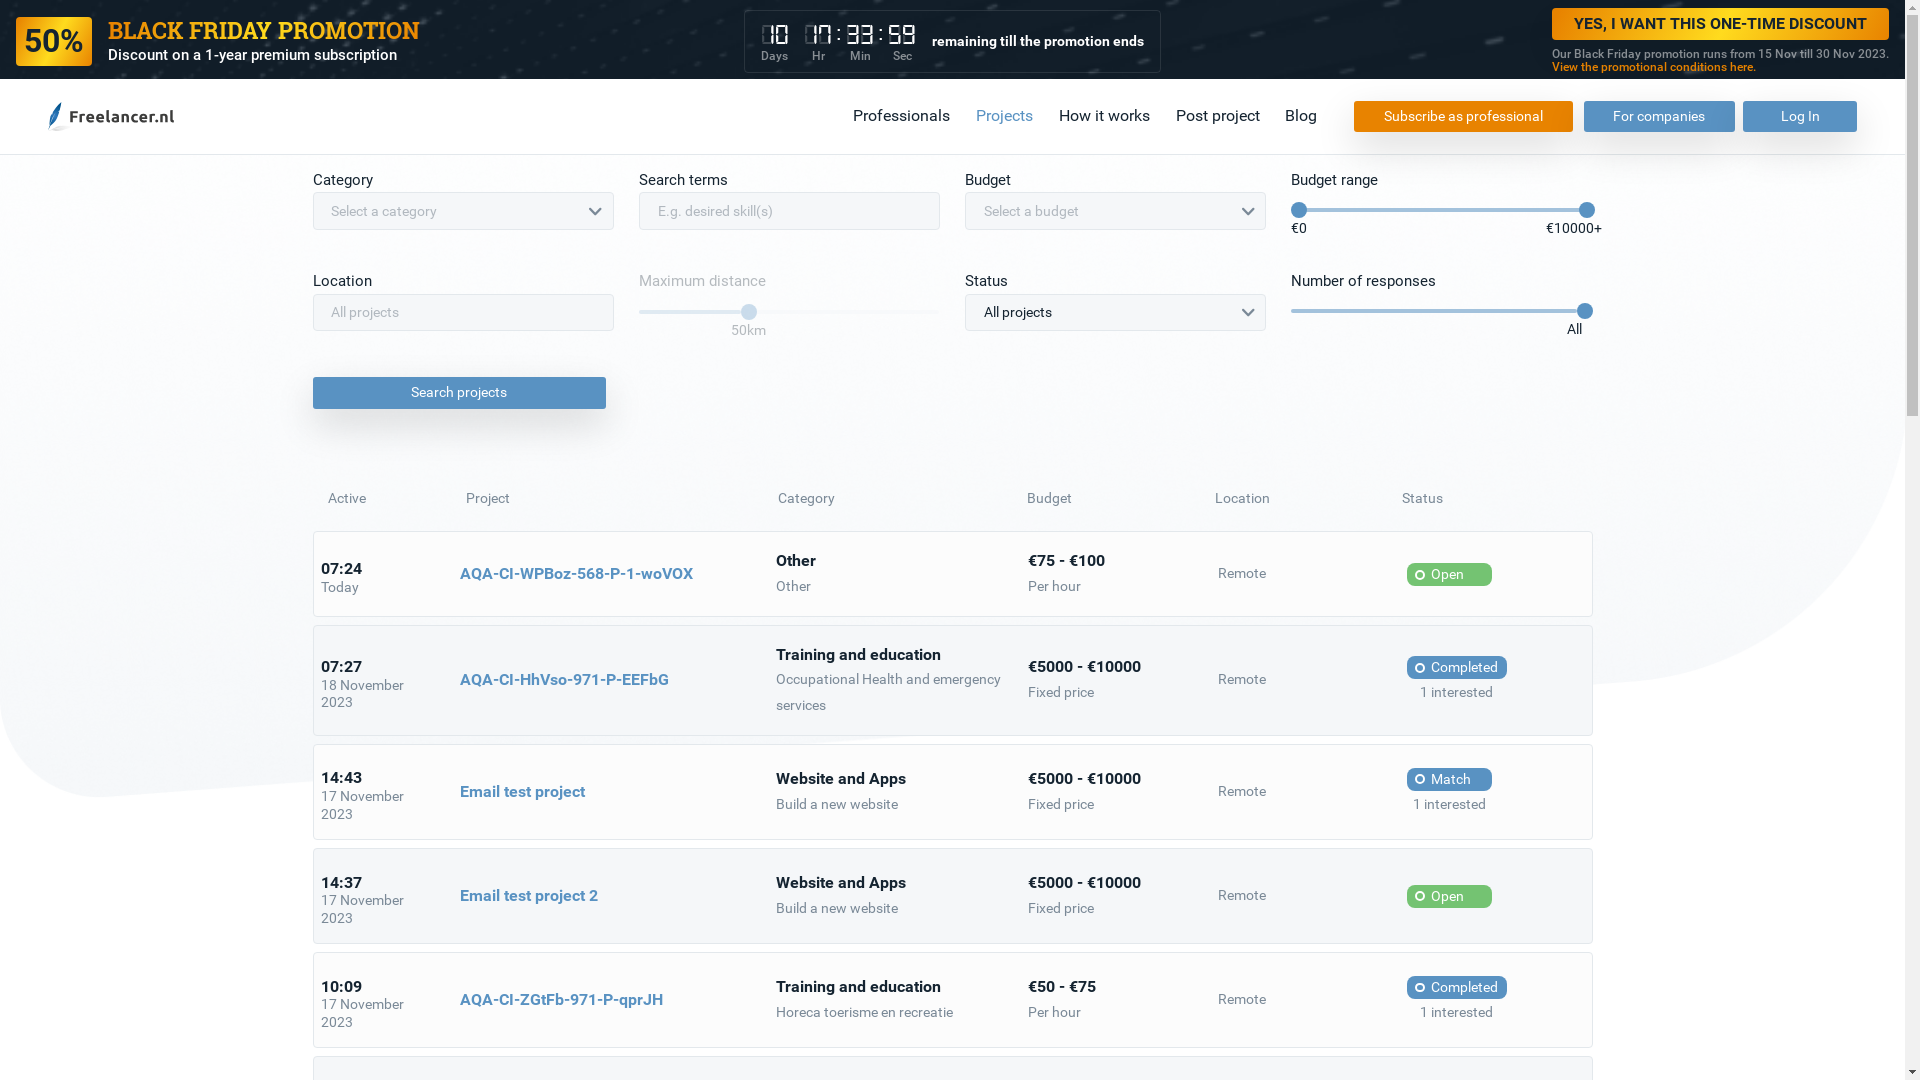 50%
BLACK FRIDAY PROMOTION
Discount on a 1-year premium subscription
10 17 : 33 : 59
Days Hr Min Sec
remaining till the promotion ends
YES, I WANT THIS ONE-TIME DISCOUNT
Our Black Friday promotion runs from 15 Nov till 30 Nov 2023.
View the promotional conditions here.
Freelancer.nl
Professionals Projects How it works Post project Blog Subscribe as professional For companies Log In
Category Search terms Budget Budget range
Select a category E.g. desired skill(s) Select a budget
€0 €10000+
Location Maximum distance Status Number of responses
All projects 50km All projects All
Search projects
Active Project Category Budget Location Status
07:24
Today
AQA-CI-WPBoz-568-P-1-woVOX
Other
Other
€75 - €100
Per hour
Remote
Open
07:27
18 November
2023
AQA-CI-HhVso-971-P-EEFbG
Training and education
Occupational Health and emergency
services
€5000 - €10000
Fixed price
Remote
Completed
1 interested
14:43
17 November
2023
Email test project
Website and Apps
Build a new website
€5000 - €10000
Fixed price
Remote
Match
1 interested
14:37
17 November
2023
Email test project 2
Website and Apps
Build a new website
€5000 - €10000
Fixed price
Remote
Open
10:09
17 November
2023
AQA-CI-ZGtFb-971-P-qprJH
Training and education
Horeca toerisme en recreatie
€50 - €75
Per hour
Remote
Completed
1 interested